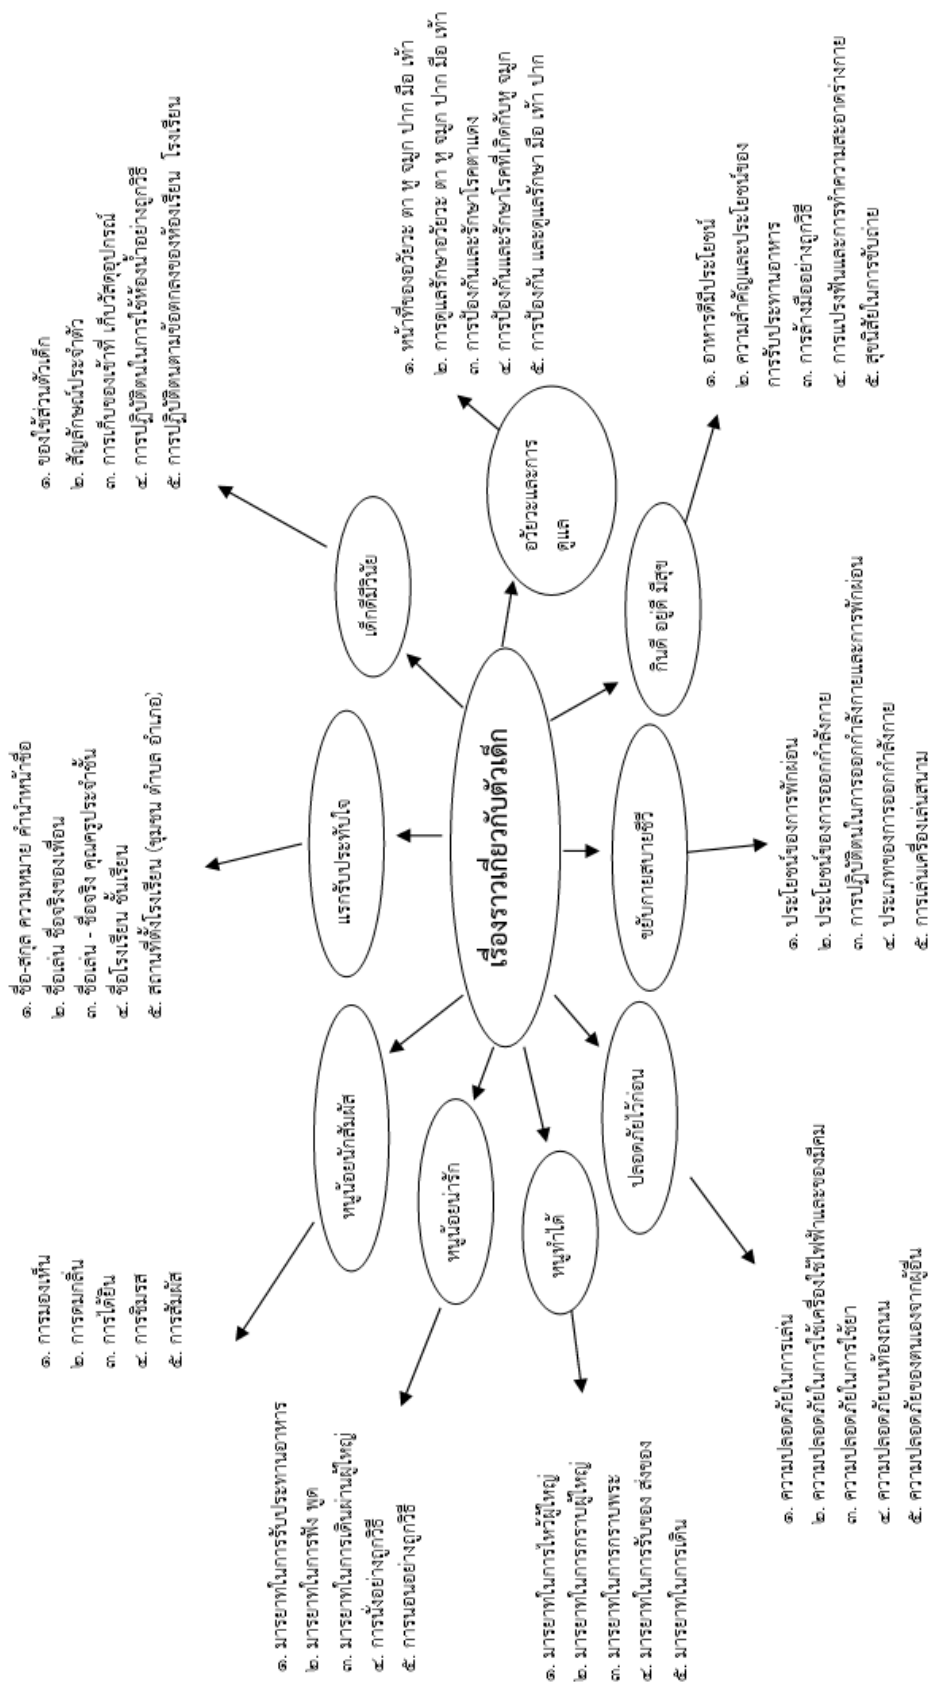 เรื่องราวเกี่ยวกับตัวเด็ก
แรกรับประทับใจ
๑. ชื่อ-สกุล ความหมาย คำนำหน้าชื่อ
๒. ชื่อเล่น ชื่อจริงของเพื่อน
๓. ชื่อเล่น - ชื่อจริง คุณครูประจำชั้น
๔. ชื่อโรงเรียน ชั้นเรียน
๕. สถานที่ตั้งโรงเรียน (ชุมชน ตำบล อำเภอ)
เด็กดีมีวินัย
๑. ของใช้ส่วนตัวเด็ก
๒. สัญลักษณ์ประจำตัว
๓. การเก็บของเข้าที่ เก็บวัสดุอุปกรณ์
๔. การปฏิบัติตนในการใช้ห้องน้ำอย่างถูกวิธี
๕. การปฏิบัติตนตามข้อตกลงของห้องเรียน โรงเรียน
อวัยวะและการ
ดูแล
๑. หน้าที่ของอวัยวะ ตา หู จมูก ปาก มือ เท้า
๒. การดูแลรักษาอวัยวะ ตา หู จมูก ปาก มือ เท้า
๓. การป้องกันและรักษาโรคตาแดง
๔. การป้องกันและรักษาโรคที่เกิดกับหู จมูก
๕. การป้องกัน และดูแลรักษา มือ เท้า ปาก
กินดี อยู่ดี มีสุข
๑. อาหารดีมีประโยชน์
๒. ความสำคัญและประโยชน์ของ
การรับประทานอาหาร
๓. การล้างมืออย่างถูกวิธี
๔. การแปรงฟันและการทำความสะอาดร่างกาย
๕. สุขนิสัยในการขับถ่าย
ขยับกายสบายชีวี
๑. ประโยชน์ของการพักผ่อน
๒. ประโยชน์ของการออกกำลังกาย
๓. การปฏิบัติตนในการออกกำลังกายและการพักผ่อน
๔. ประเภทของการออกกำลังกาย
๕. การเล่นเครื่องเล่นสนาม
ปลอดภัยไว้ก่อน
๑. ความปลอดภัยในการเล่น
๒. ความปลอดภัยในการใช้เครื่องใช้ไฟฟ้าและของมีคม
๓. ความปลอดภัยในการใช้ยา
๔. ความปลอดภัยบนท้องถนน
๕. ความปลอดภัยของตนเองจากผู้อื่น
หนูทำได้
๑. มารยาทในการไหว้ผู้ใหญ่
๒. มารยาทในการกราบผู้ใหญ่
๓. มารยาทในการกราบพระ
๔. มารยาทในการรับของ ส่งของ
๕. มารยาทในการเดิน
หนูน้อยน่ารัก
๑. มารยาทในการรับประทานอาหาร
๒. มารยาทในการฟัง พูด
๓. มารยาทในการเดินผ่านผู้ใหญ่
๔. การนั่งอย่างถูกวิธี
๕. การนอนอย่างถูกวิธี
หนูน้อยนักสัมผัส
๑. การมองเห็น
๒. การดมกลิ่น
๓. การได้ยิน
๔. การชิมรส
๕. การสัมผัส